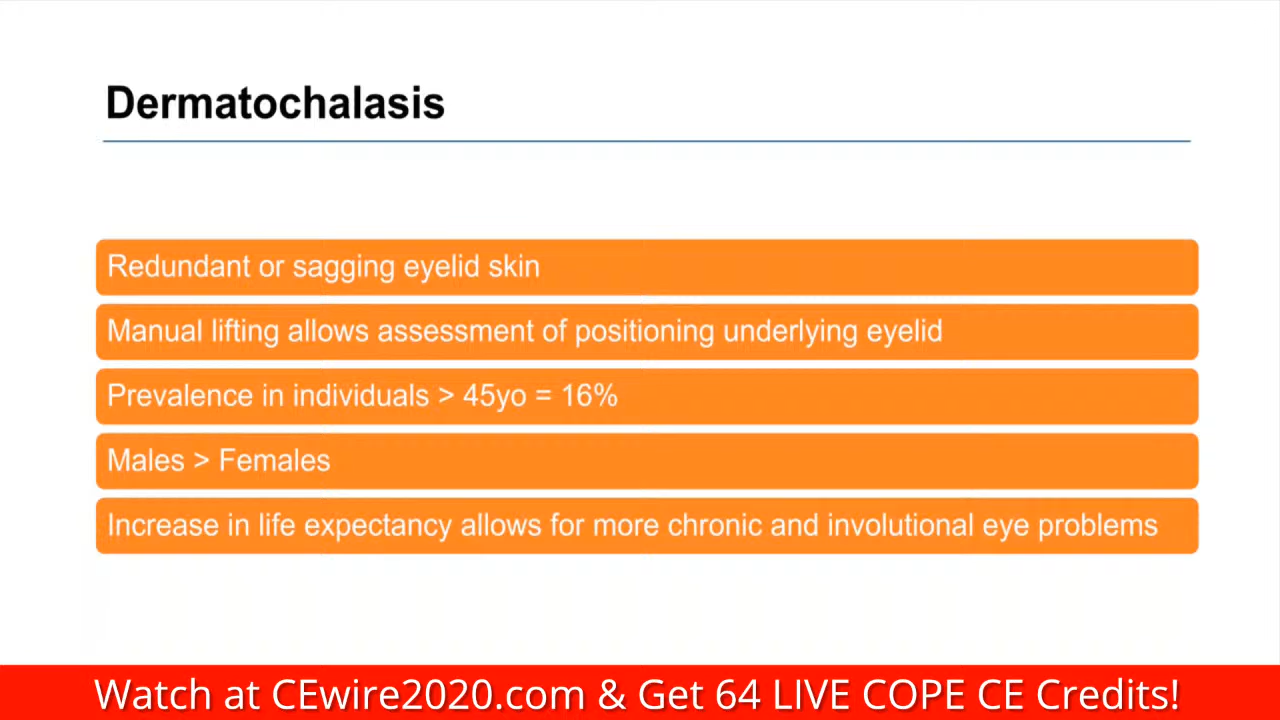 Dermatochalasis
Redundant or sagging eyelid skin
Manual lifting allows assessment of positioning underlying eyelid
Prevalence in individuals > 45yo = 16%
Males > Females
Increase in life expectancy allows for more chronic and involutional eye problems
Watch at CEwire2020.com & Get 64 LIVE COPE CE Credits!